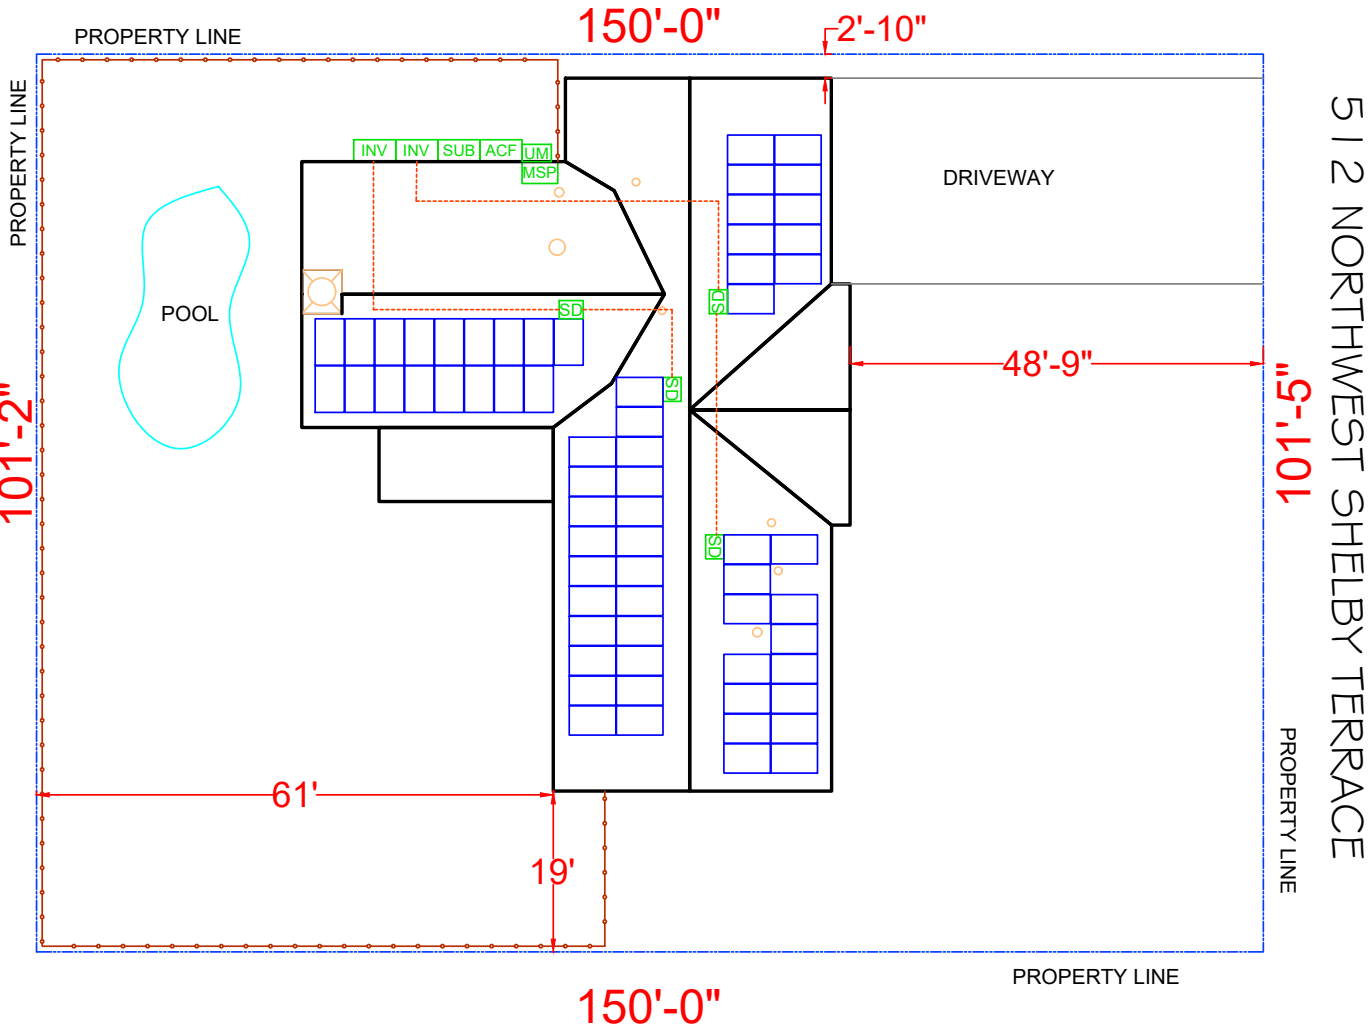 150'-0"
2'-10"
PROPERTY LINE
PROPERTY LINE
INV INV SUB ACF UM
MSP
DRIVEWAY
512 NORTHWEST SHELBY TERRACE
SD
SD
POOL
SD
48'-9"
101'-2"
101'-5"
SD
61'
19'
PROPERTY LINE
PROPERTY LINE
150'-0"